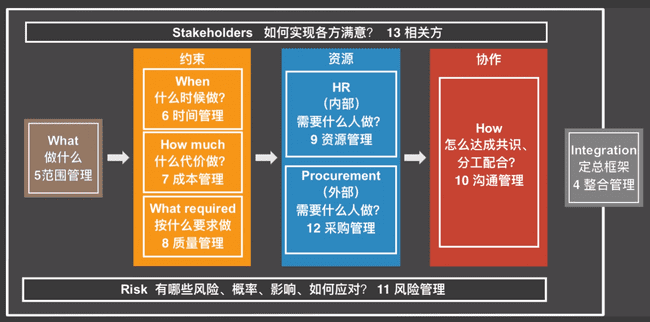 Stakeholders 如何实现各方满意? 13 相关方
约束
When
什么时候做?
6 时间管理
How much
什么代价做?
7 成本管理
What required
按什么要求做
8 质量管理
资源
HR
（内部）
需要什么人做?
9 资源管理
Procurement
（外部）
需要什么人做?
12 采购管理
协作
How
怎么达成共识、
分工配合?
10 沟通管理
What
做什么
5范围管理
Integration
定总框架
4 整合管理
Risk 有哪些风险、概率、影响、如何应对? 11 风险管理